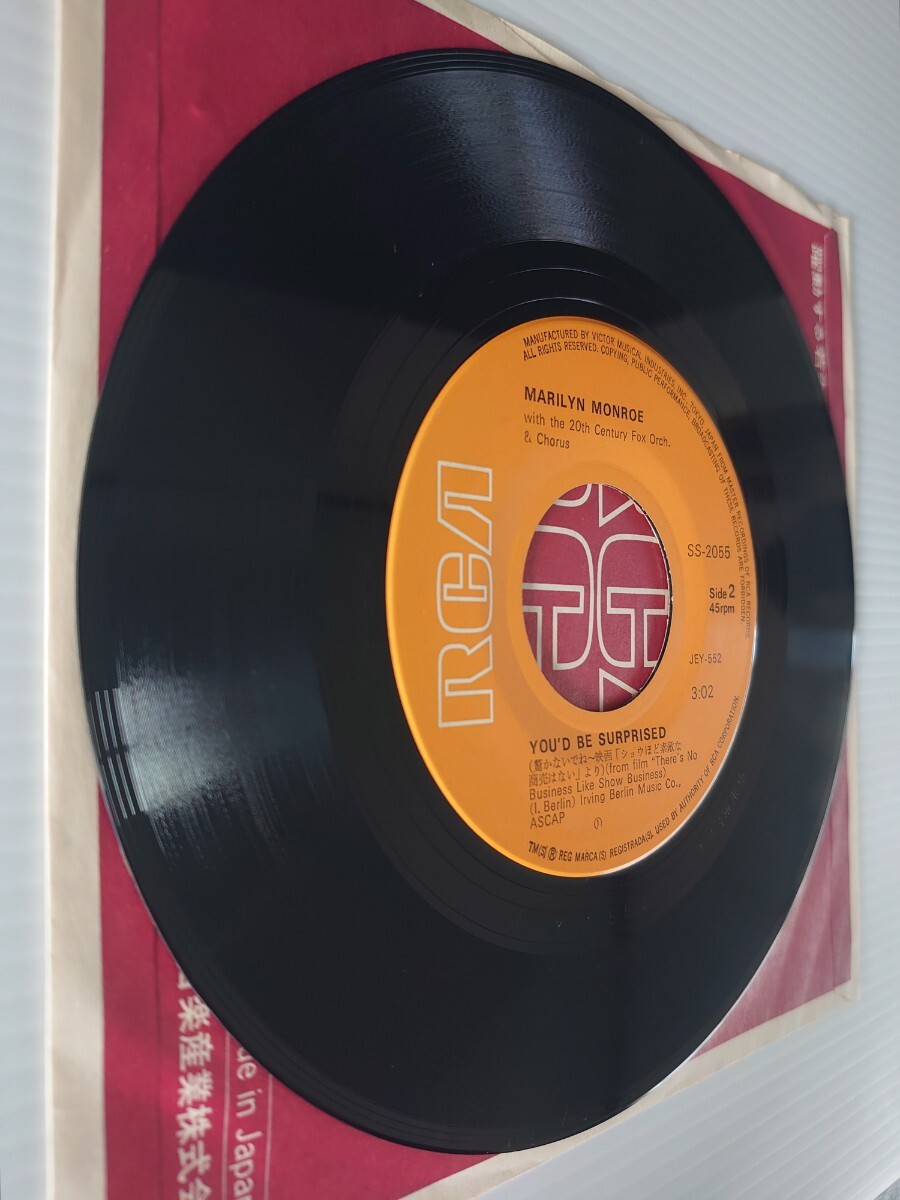 MANUFACTURED BY VICTOR MUSICAL INDUSTRIES, INC., TOKYO, JAPAN FROM MASTER RECORDINGS OF RCA RECORDS
ALL RIGHTS RESERVED. COPYING, PUBLIC PERFORMANCE, BROADCASTING OF THESE RECORDS ARE FORBIDDEN.
MARILYN MONROE
with the 20th Century Fox Orch.
& Chorus
RCA
SS-2055
Side 2
45rpm
JEY-552
3:02
YOU'D BE SURPRISED
(驚かないでね〜映画「ショウほど素敵な
商売はない」より)(from film "There's No
Business Like Show Business)
(I. Berlin) Irving Berlin Music Co.,
ASCAP
TM(S) ® REG MARCA(S) REGISTRADA(S). USED BY AUTHORITY OF RCA CORPORATION.
de in Japan
楽産業株式会